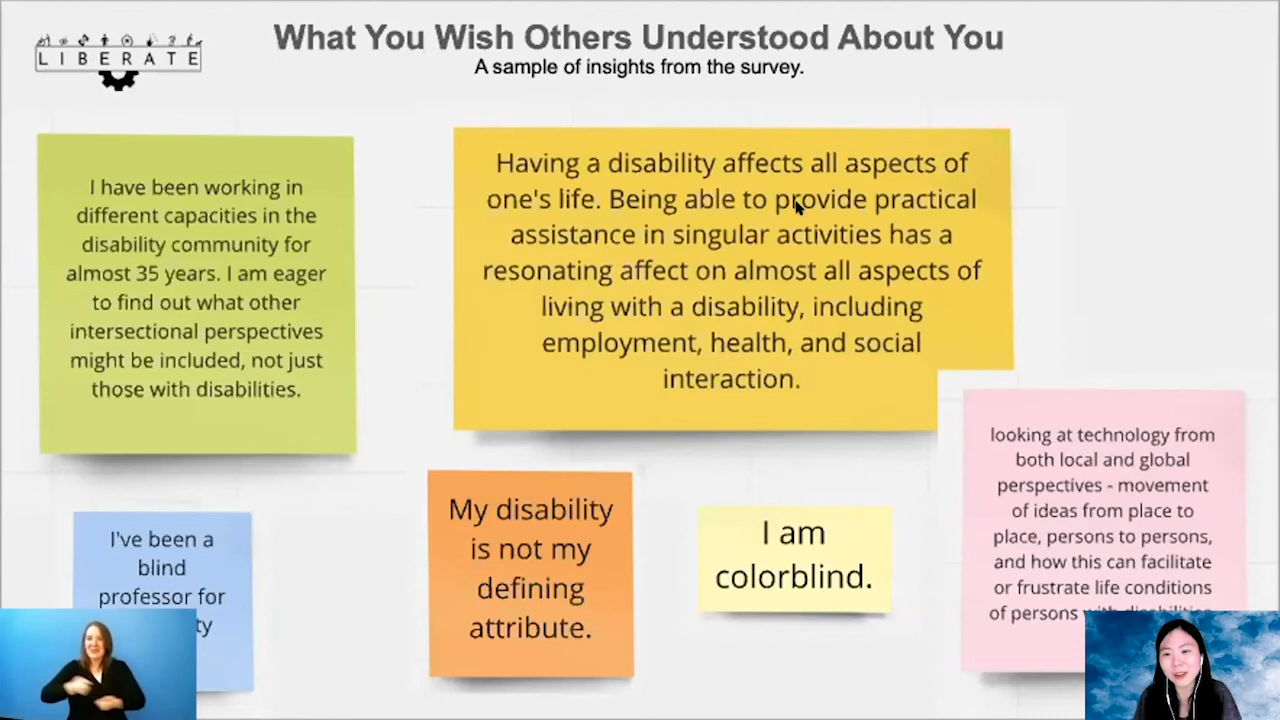 LIBERATE
What You Wish Others Understood About You
A sample of insights from the survey.
I have been working in
different capacities in the
disability community for
almost 35 years. I am eager
to find out what other
intersectional perspectives
might be included, not just
those with disabilities.
Having a disability affects all aspects of
one's life. Being able to provide practical
assistance in singular activities has a
resonating affect on almost all aspects of
living with a disability, including
employment, health, and social
interaction.
I've been a
blind
professor for
My disability
is not my
defining
attribute.
I am
colorblind.
looking at technology from
both local and global
perspectives - movement
of ideas from place to
place, persons to persons,
and how this can facilitate
or frustrate life conditions
of persons with disabilities